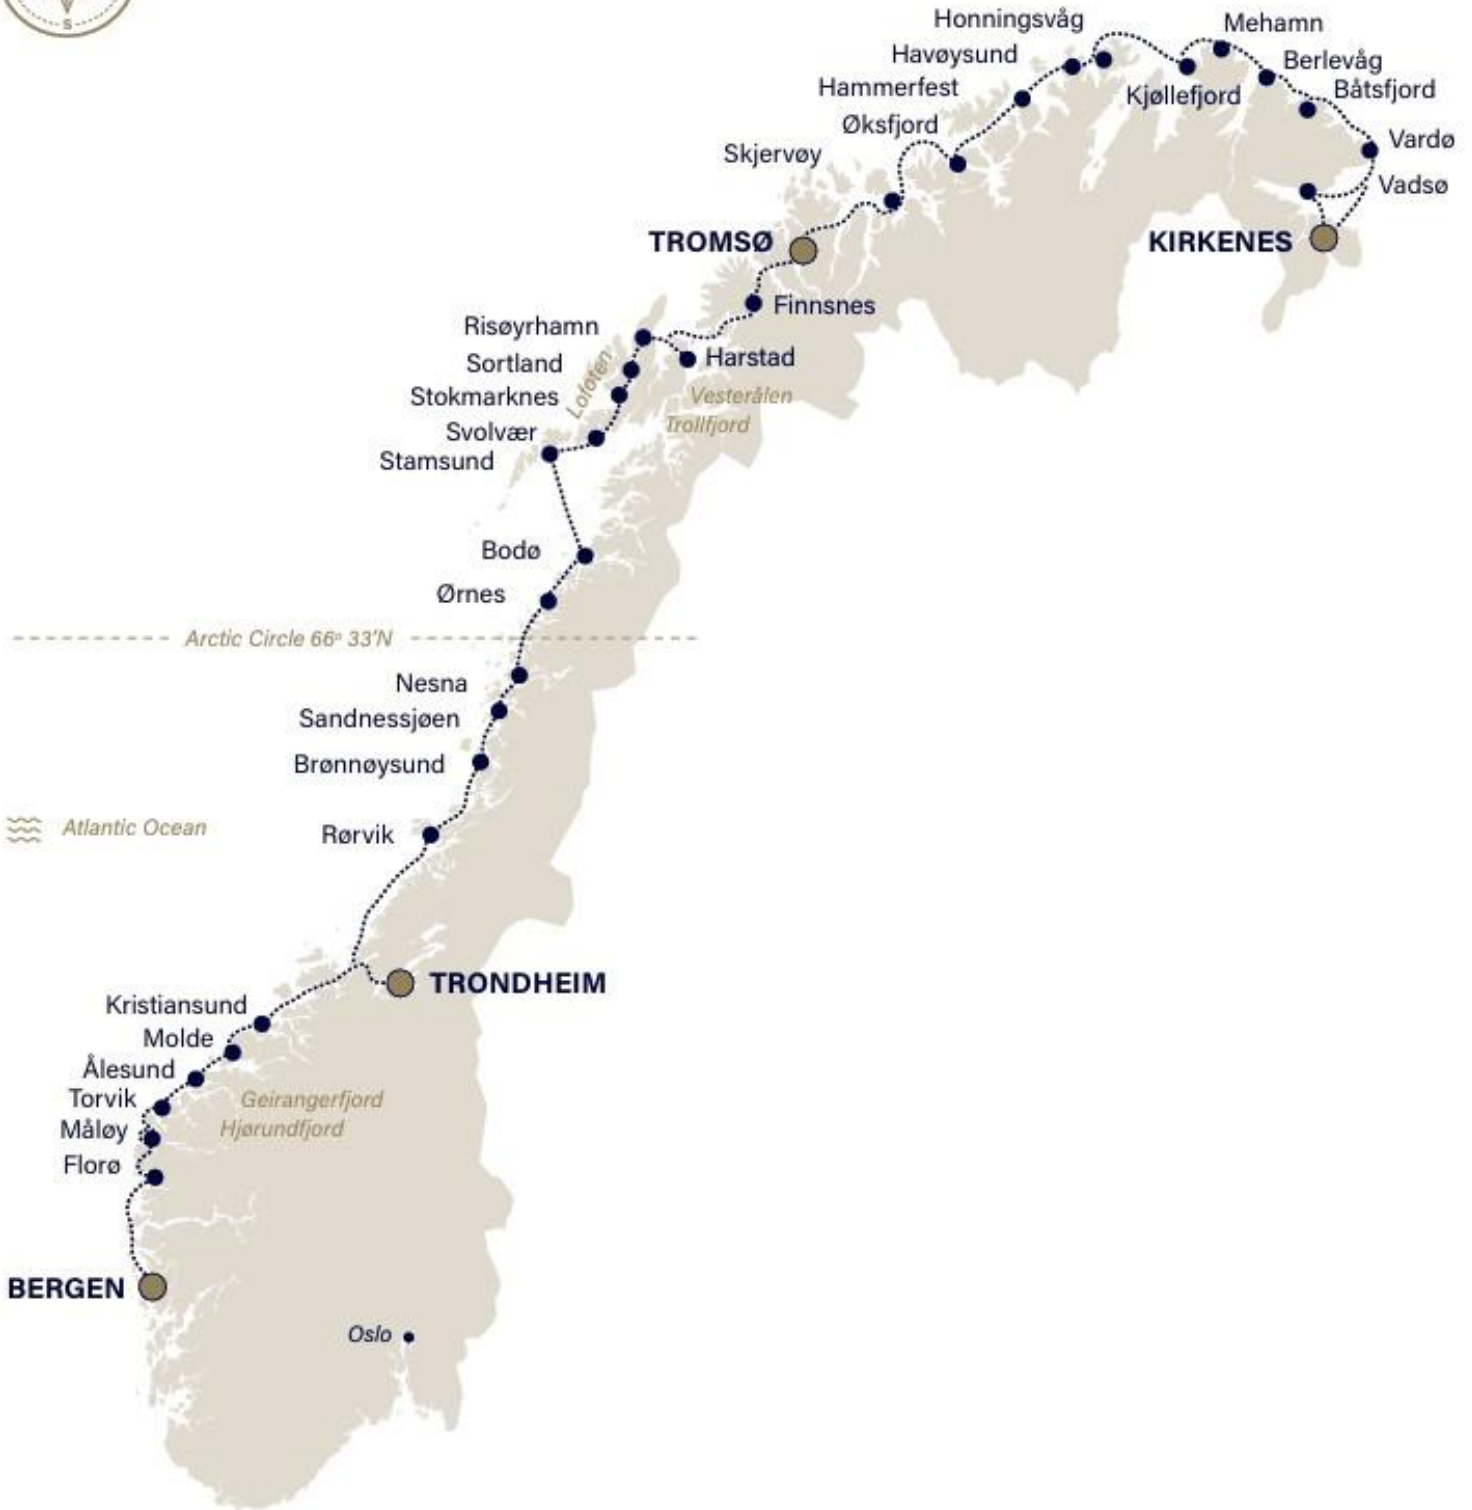 S
Honningsvåg
Mehamn
Havøysund
Berlevåg
Hammerfest
Kjøllefjord
Båtsfjord
Øksfjord
Vardø
Skjervøy
Vadsø
TROMSØ
KIRKENES
Finnsnes
Risøyrhamn
Harstad
Sortland
Lofoten
Stokmarknes
Vesterålen
Trollfjord
Svolvær
Stamsund
Bodø
Ørnes
Arctic Circle 66º 33'N
Nesna
Sandnessjøen
Brønnøysund
Atlantic Ocean
Rørvik
TRONDHEIM
Kristiansund
Molde
Ålesund
Torvik
Geirangerfjord
Måløy
Hjørundfjord
Florø
BERGEN
Oslo